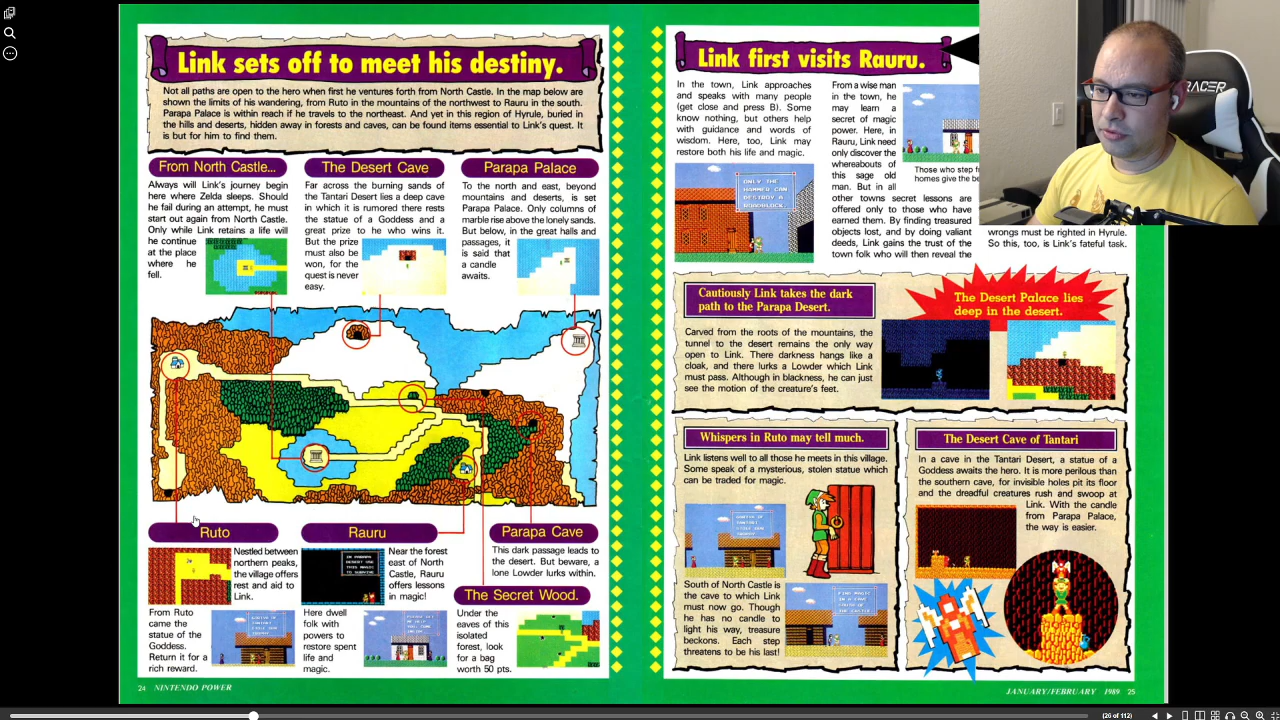 Link sets off to meet his destiny.
Not all paths are open to the hero when first he ventures forth from North Castle. In the map below are
shown the limits of his wandering, from Ruto in the mountains of the northwest to Rauru in the south.
Parapa Palace is within reach if he travels to the northeast. And yet in this region of Hyrule, buried in
the hills and deserts, hidden away in forests and caves, can be found items essential to Link's quest. It
is but for him to find them.
From North Castle...
Always will Link's journey begin
here where Zelda sleeps. Should
he fail during an attempt, he must
start out again from North Castle.
Only while Link retains a life will
he continue
at the place
where he
fell.
The Desert Cave
Far across the burning sands of
the Tantari Desert lies a deep cave
in which it is rumored there rests
the statue of a Goddess and a
great prize to he who wins it.
But the prize
must also be
won, for the
quest is never
easy.
Parapa Palace
To the north and east, beyond
mountains and deserts, is set
Parapa Palace. Only columns of
marble rise above the lonely sands.
But below, in the great halls and
passages, it
is said that
a candle
awaits.
Ruto
Nestled between
northern peaks,
the village offers
rest and aid to
Link.
From Ruto
came the
statue of the
Goddess.
Return it for a
rich reward.
Rauru
Near the forest
east of North
Castle, Rauru
offers lessons
in magic!
Here dwell
folk with
powers to
restore spent
life and
magic.
Parapa Cave
This dark passage leads to
the desert. But beware, a
lone Lowder lurks within.
The Secret Wood.
Under the
eaves of this
isolated
forest, look
for a bag
worth 50 pts.
24 NINTENDO POWER
Link first visits Rauru.
In the town, Link approaches
and speaks with many people
(get close and press B). Some
know nothing, but others help
with guidance and words of
wisdom. Here, too, Link may
restore both his life and magic.
ONLY THE
HAMMER CAN
DESTROY A
ROADBLOCK.
From a wise man
in the town, he
may learn a
secret of magic
power. Here, in
Rauru, Link need
only discover the
whereabouts of
this sage old
man. But in all
other towns secret lessons are
offered only to those who have
earned them. By finding treasured
objects lost, and by doing valiant
deeds, Link gains the trust of the
town folk who will then reveal the
Those who step f
homes give the be
wrongs must be righted in Hyrule.
So this, too, is Link's fateful task.
RACER
Cautiously Link takes the dark
path to the Parapa Desert.
Carved from the roots of the mountains, the
tunnel to the desert remains the only way
open to Link. There darkness hangs like a
cloak, and there lurks a Lowder which Link
must pass. Although in blackness, he can just
see the motion of the creature's feet.
The Desert Palace lies
deep in the desert.
Whispers in Ruto may tell much.
Link listens well to all those he meets in this village.
Some speak of a mysterious, stolen statue which
can be traded for magic.
South of North Castle is
the cave to which Link
must now go. Though
he has no candle to
light his way, treasure
beckons. Each step
threatens to be his last!
The Desert Cave of Tantari
In a cave in the Tantari Desert, a statue of a
Goddess awaits the hero. It is more perilous than
the southern cave, for invisible holes pit its floor
and the dreadful creatures rush and swoop at
Link. With the candle
from Parapa Palace,
the way is easier.
JANUARY/FEBRUARY 1989 25
(26 of 112)